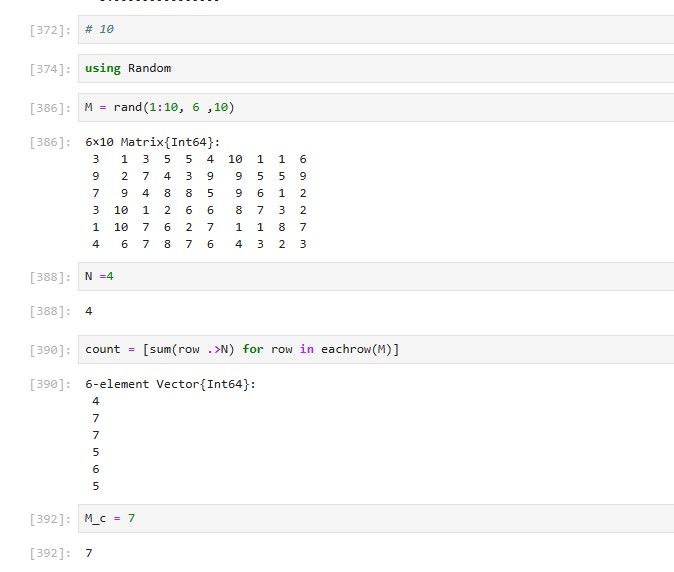 [372]: # 10
[374]: using Random
[386]: M = rand(1:10, 6 ,10)
[386]: 6×10 Matrix{Int64}:
3 1 3 5 5 4 10 1 1 6
9 2 7 4 3 9 9 5 5 9
7 9 4 8 8 5 9 6 1 2
3 10 1 2 6 6 8 7 3 2
1 10 7 6 2 7 1 1 8 7
4 6 7 8 7 6 4 3 2 3
[388]: N =4
[388]: 4
[390]: count = [sum(row .>N) for row in eachrow(M)]
[390]: 6-element Vector{Int64}:
4
7
7
5
6
5
[392]: M_c = 7
[392]: 7